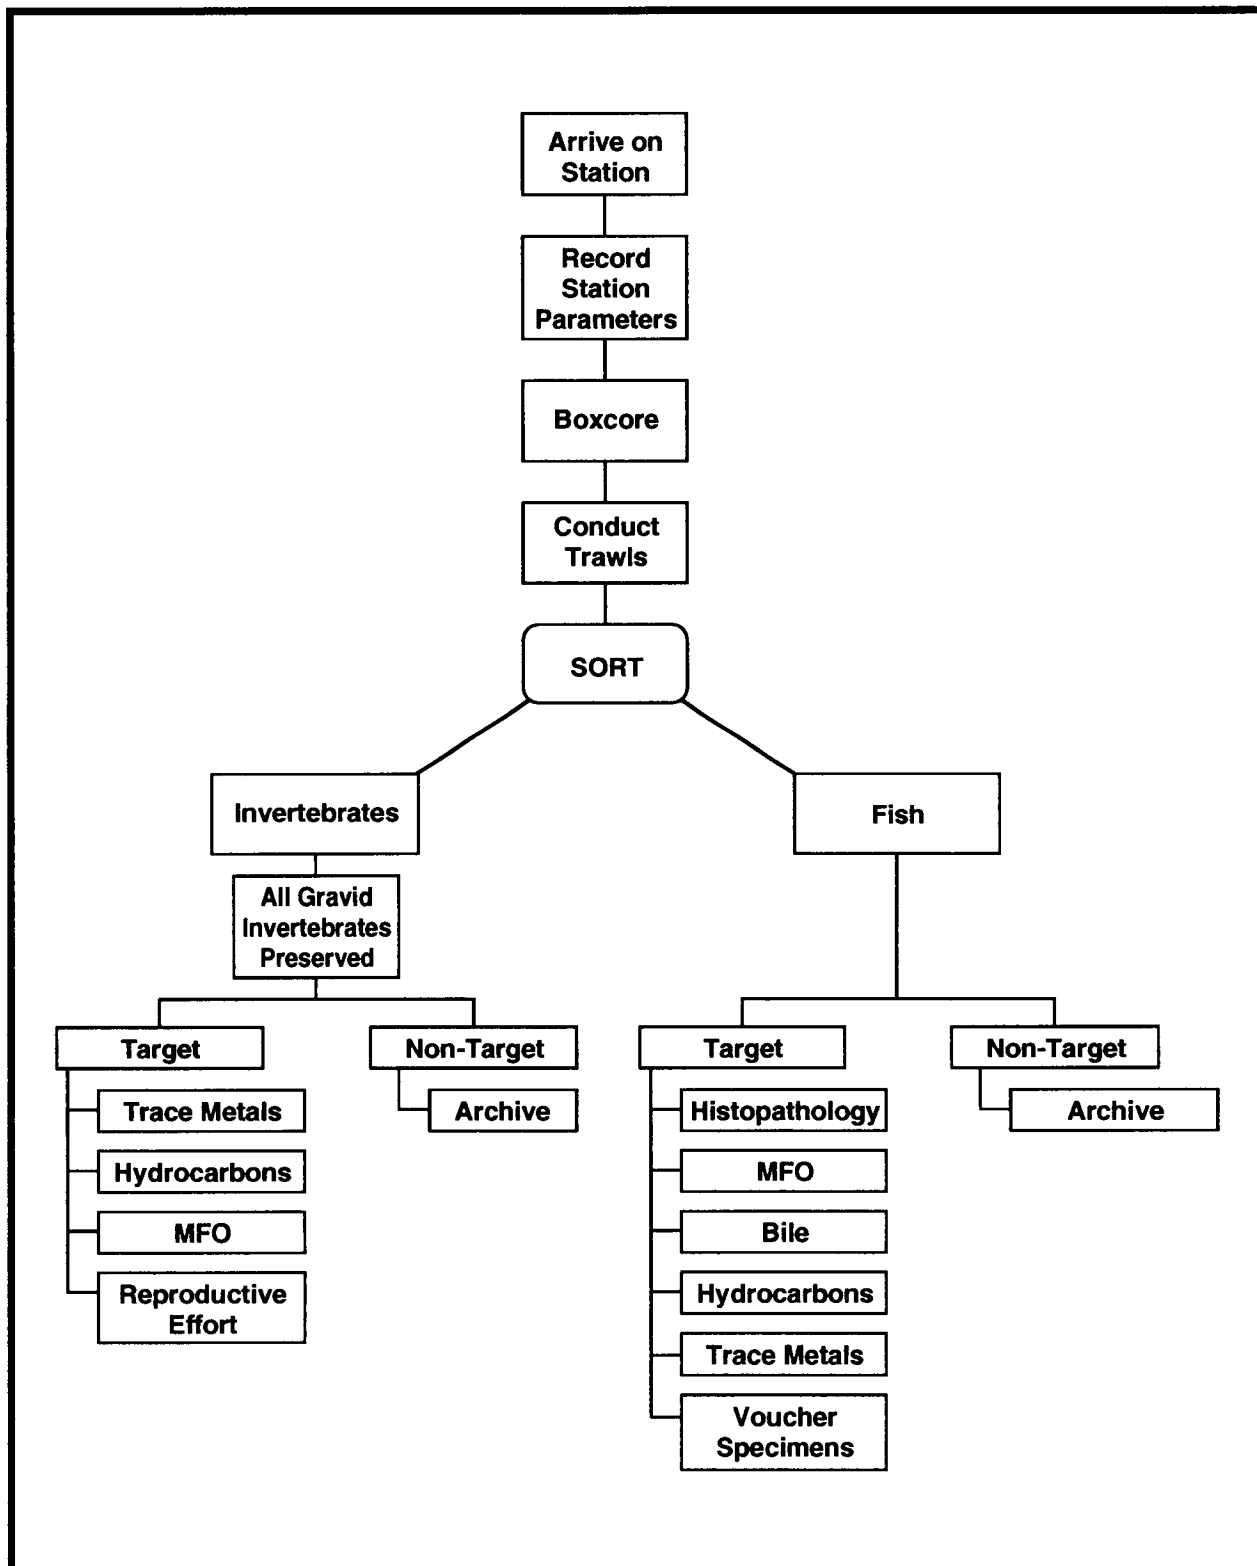 Arrive on
Station
Record
Station
Parameters
Boxcore
Conduct
Trawls
SORT
Invertebrates
Fish
All Gravid
Invertebrates
Preserved
Target
Non-Target
Trace Metals
Archive
Hydrocarbons
MFO
Reproductive
Effort
Target
Non-Target
Histopathology
Archive
MFO
Bile
Hydrocarbons
Trace Metals
Voucher
Specimens